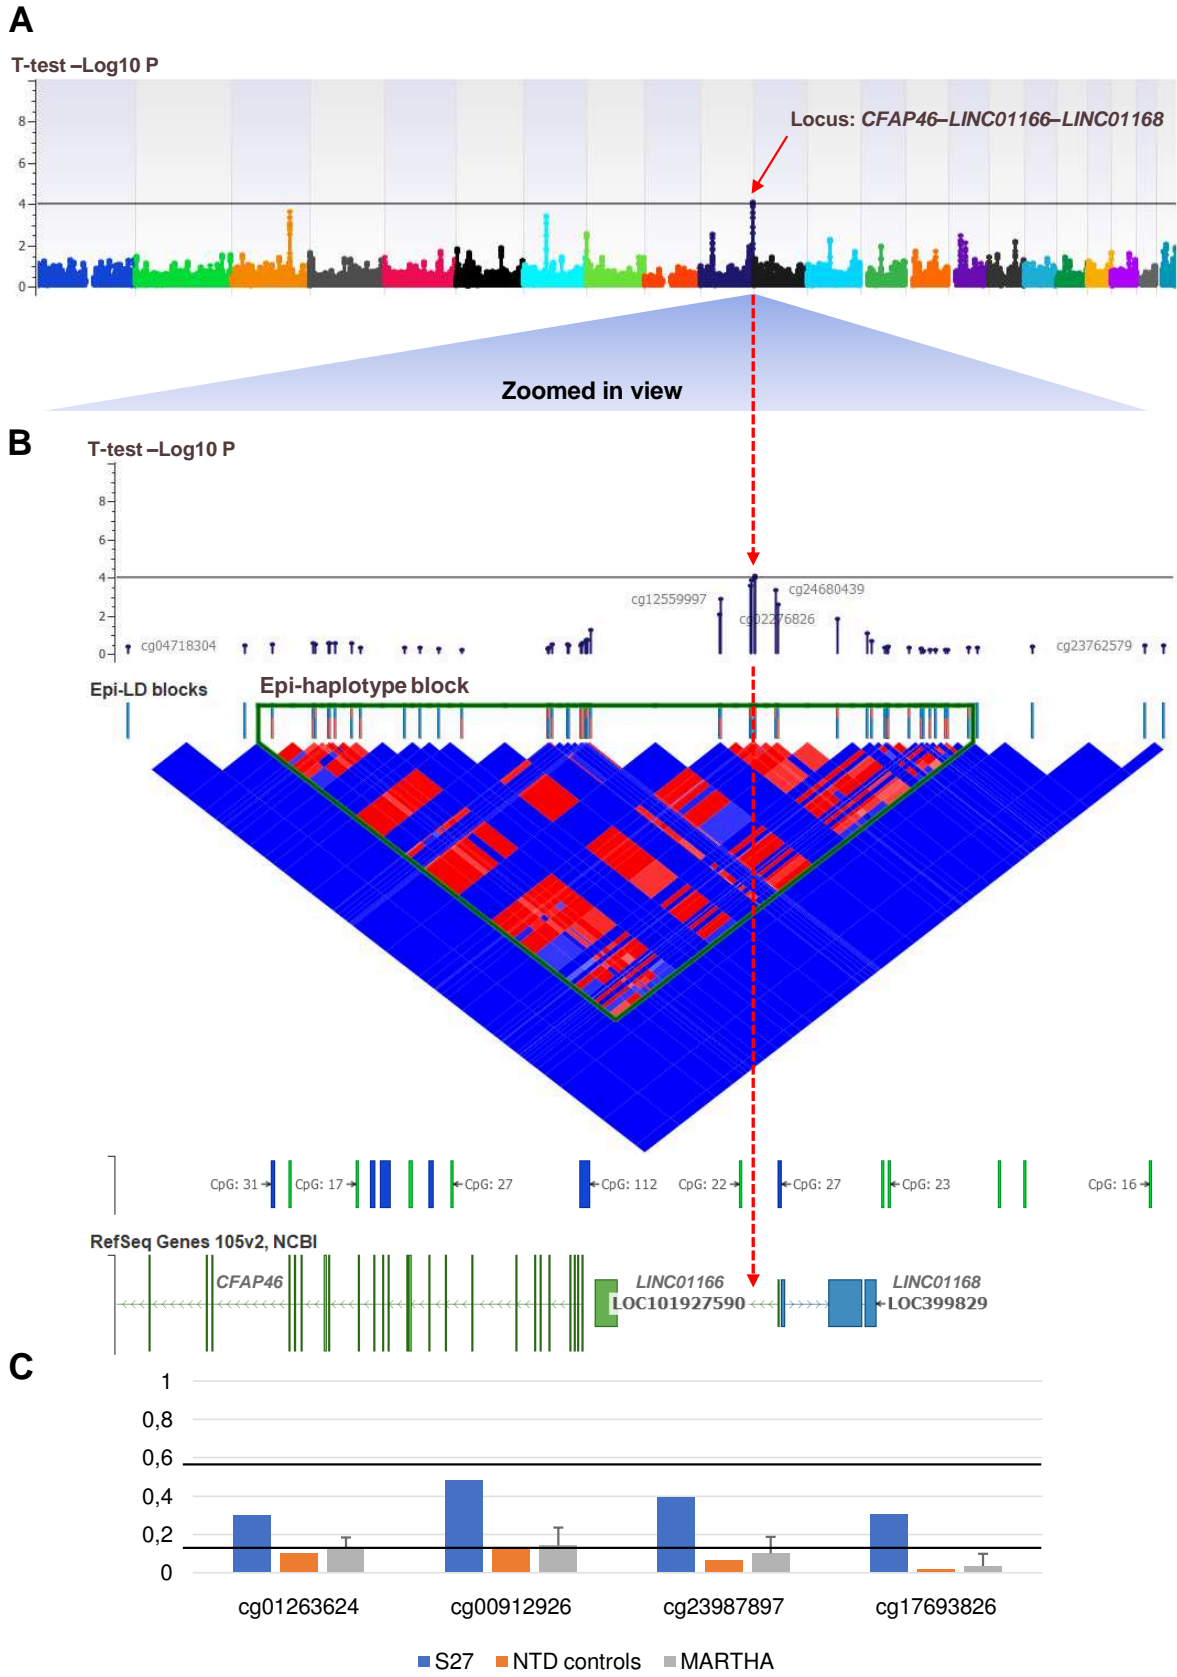 A
T-test –Log10 P
8
6
4
2
0
Locus: CFAP46–LINC01166–LINC01168
Zoomed in view
B
T-test –Log10 P
8
6
4
2
0
cg04718304
cg12559997
cg02276826
cg24680439
cg23762579
Epi-LD blocks
Epi-haplotype block
CpG: 31
CpG: 17
CpG: 27
CpG: 112
CpG: 22
CpG: 27
CpG: 23
CpG: 16
RefSeq Genes 105v2, NCBI
CFAP46
LINC01166
LOC101927590
LINC01168
LOC399829
C
1
0,8
0,6
0,4
0,2
0
cg01263624 cg00912926 cg23987897 cg17693826
S27 NTD controls MARTHA